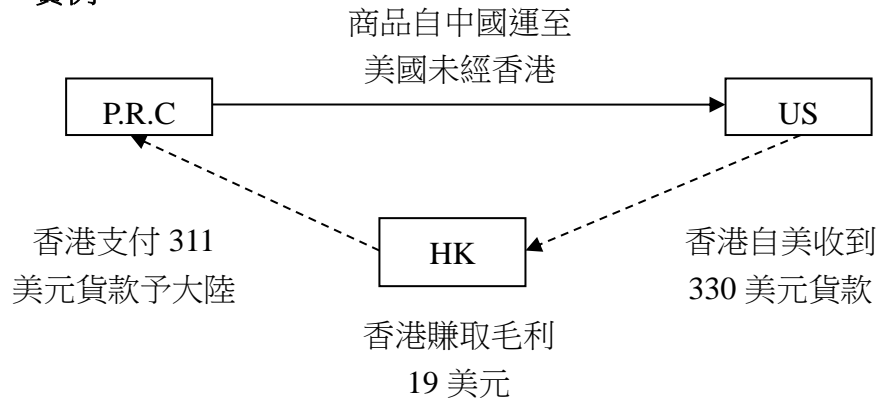 商品自中國運至
美國未經香港
P.R.C
US
香港支付 311
美元貨款予大陸
HK
香港自美收到
330 美元貨款
香港賺取毛利
19 美元